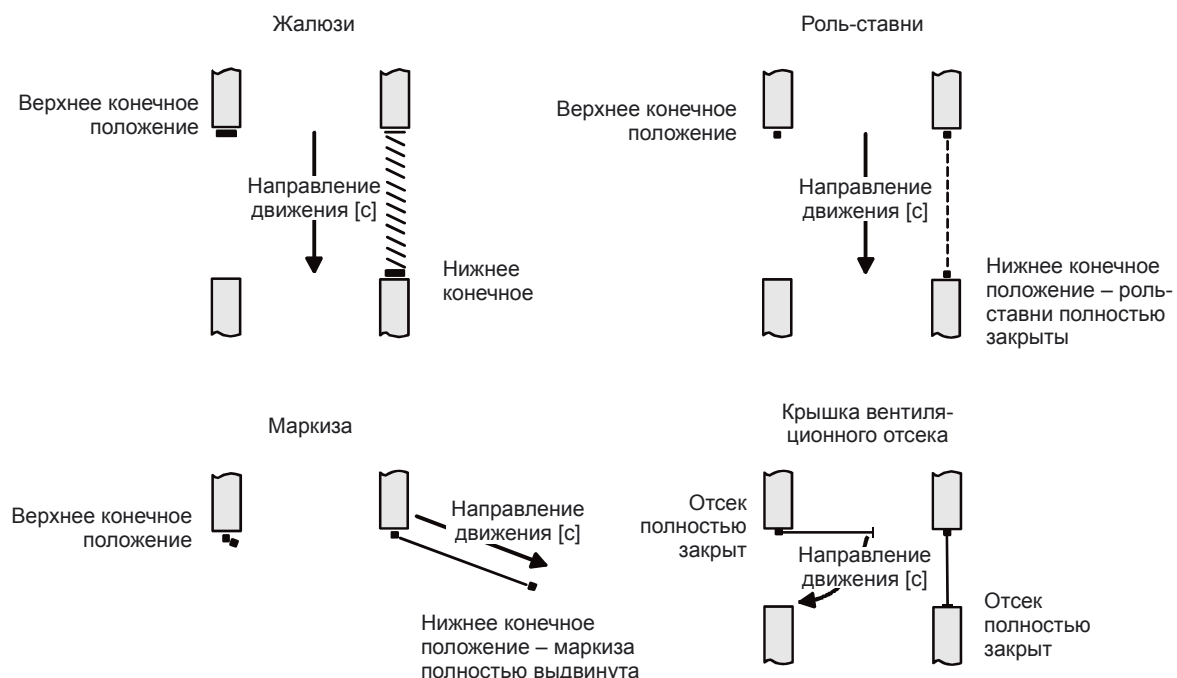 Жалюзи
Верхнее конечное
положение
Направление
движения [с]
Нижнее
конечное
Роль-ставни
Верхнее конечное
положение
Направление
движения [с]
Нижнее конечное
положение – роль-
ставни полностью
закрыты
Маркиза
Верхнее конечное
положение
Направление
движения [с]
Нижнее конечное
положение – маркиза
полностью выдвинута
Крышка вентиля-
ционного отсека
Отсек
полностью
закрыт
Направление
движения [с]
Отсек
полностью
закрыт